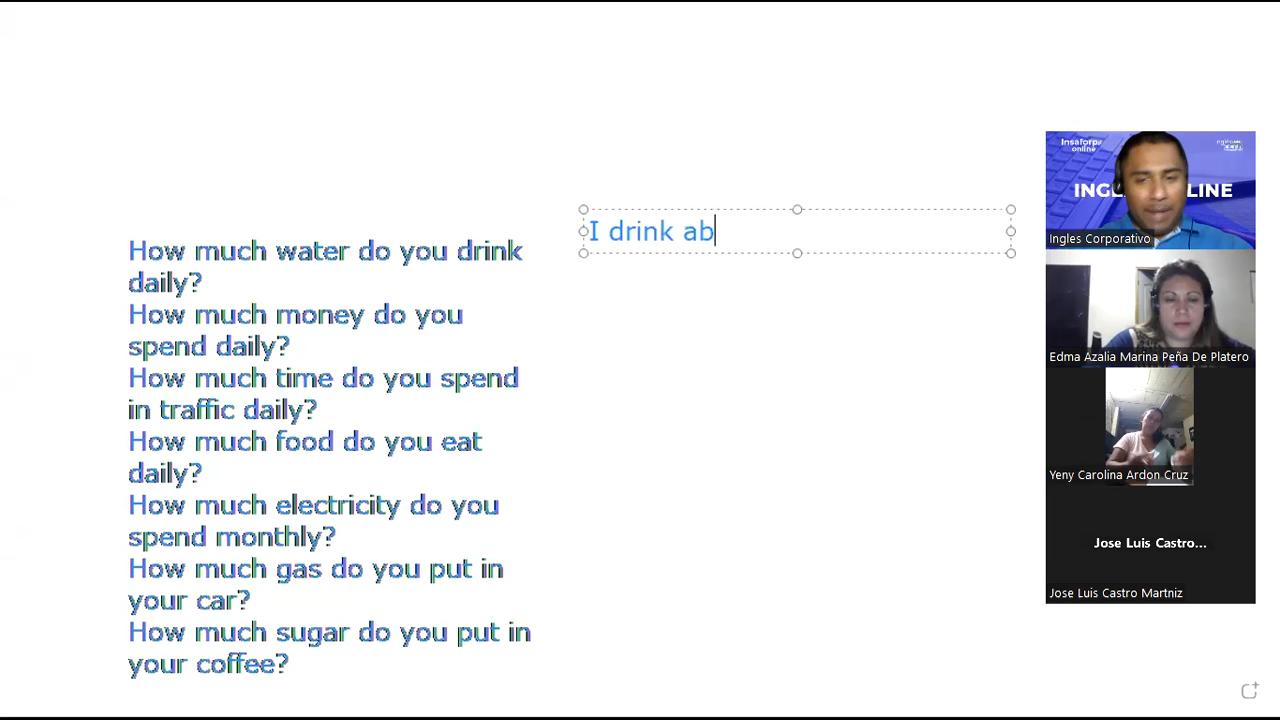 I drink ab
How much water do you drink
daily?
How much money do you
spend daily?
How much time do you spend
in traffic daily?
How much food do you eat
daily?
How much electricity do you
spend monthly?
How much gas do you put in
your car?
How much sugar do you put in
your coffee?
Insaforp
online
INGL LINE
Ingles Corporativo
Edma Azalia Marina Peña De Platero
Yeny Carolina Ardon Cruz
Jose Luis Castro...
Jose Luis Castro Martniz